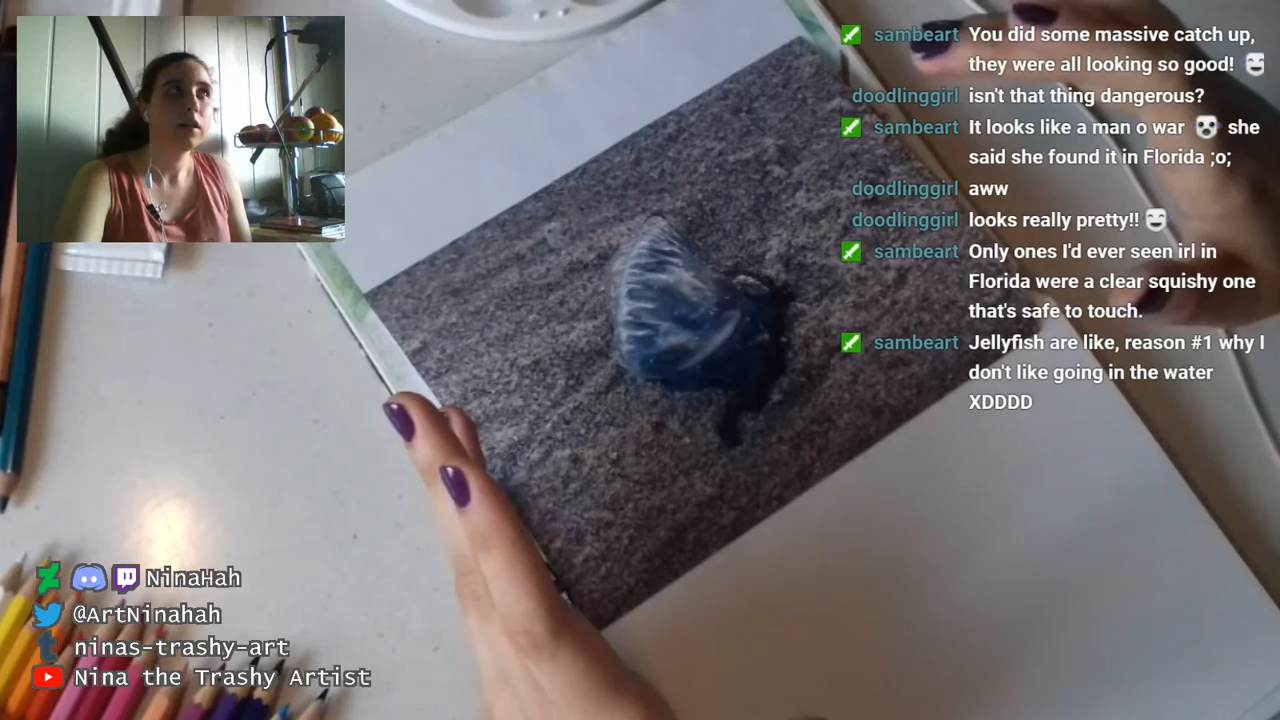 sambeart You did some massive catch up,
they were all looking so good!
doodlinggirl isn't that thing dangerous?
sambeart It looks like a man o war she
said she found it in Florida ;o;
doodlinggirl aww
doodlinggirl looks really pretty!!
sambeart Only ones I'd ever seen irl in
Florida were a clear squishy one
that's safe to touch.
sambeart Jellyfish are like, reason #1 why I
don't like going in the water
XDDDD
NinaHah
@ArtNinahah
ninas-trashy-art
Nina the Trashy Artist